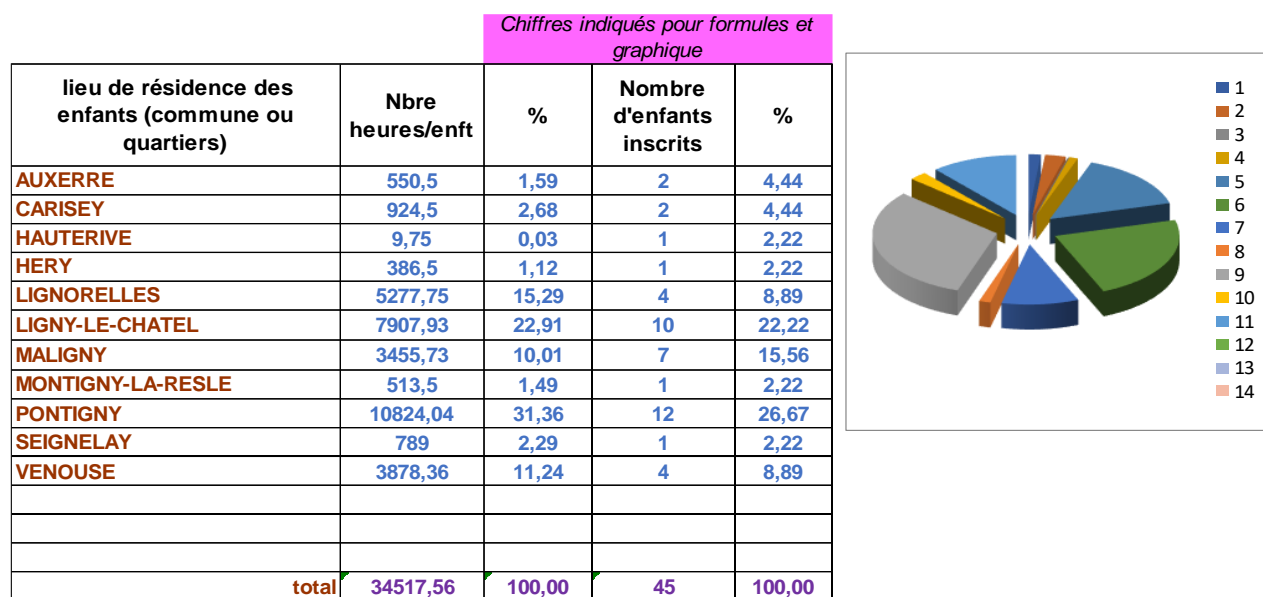 Chiffres indiqués pour formules et
graphique
lieu de résidence des
enfants (commune ou
quartiers)
Nbre
heures/enft
%
Nombre
d'enfants
inscrits
%
AUXERRE 550,5 1,59 2 4,44
CARISEY 924,5 2,68 2 4,44
HAUTERIVE 9,75 0,03 1 2,22
HERY 386,5 1,12 1 2,22
LIGNORELLES 5277,75 15,29 4 8,89
LIGNY-LE-CHATEL 7907,93 22,91 10 22,22
MALIGNY 3455,73 10,01 7 15,56
MONTIGNY-LA-RESLE 513,5 1,49 1 2,22
PONTIGNY 10824,04 31,36 12 26,67
SEIGNELAY 789 2,29 1 2,22
VENOUSE 3878,36 11,24 4 8,89
total 34517,56 100,00 45 100,00
1
2
3
4
5
6
7
8
9
10
11
12
13
14